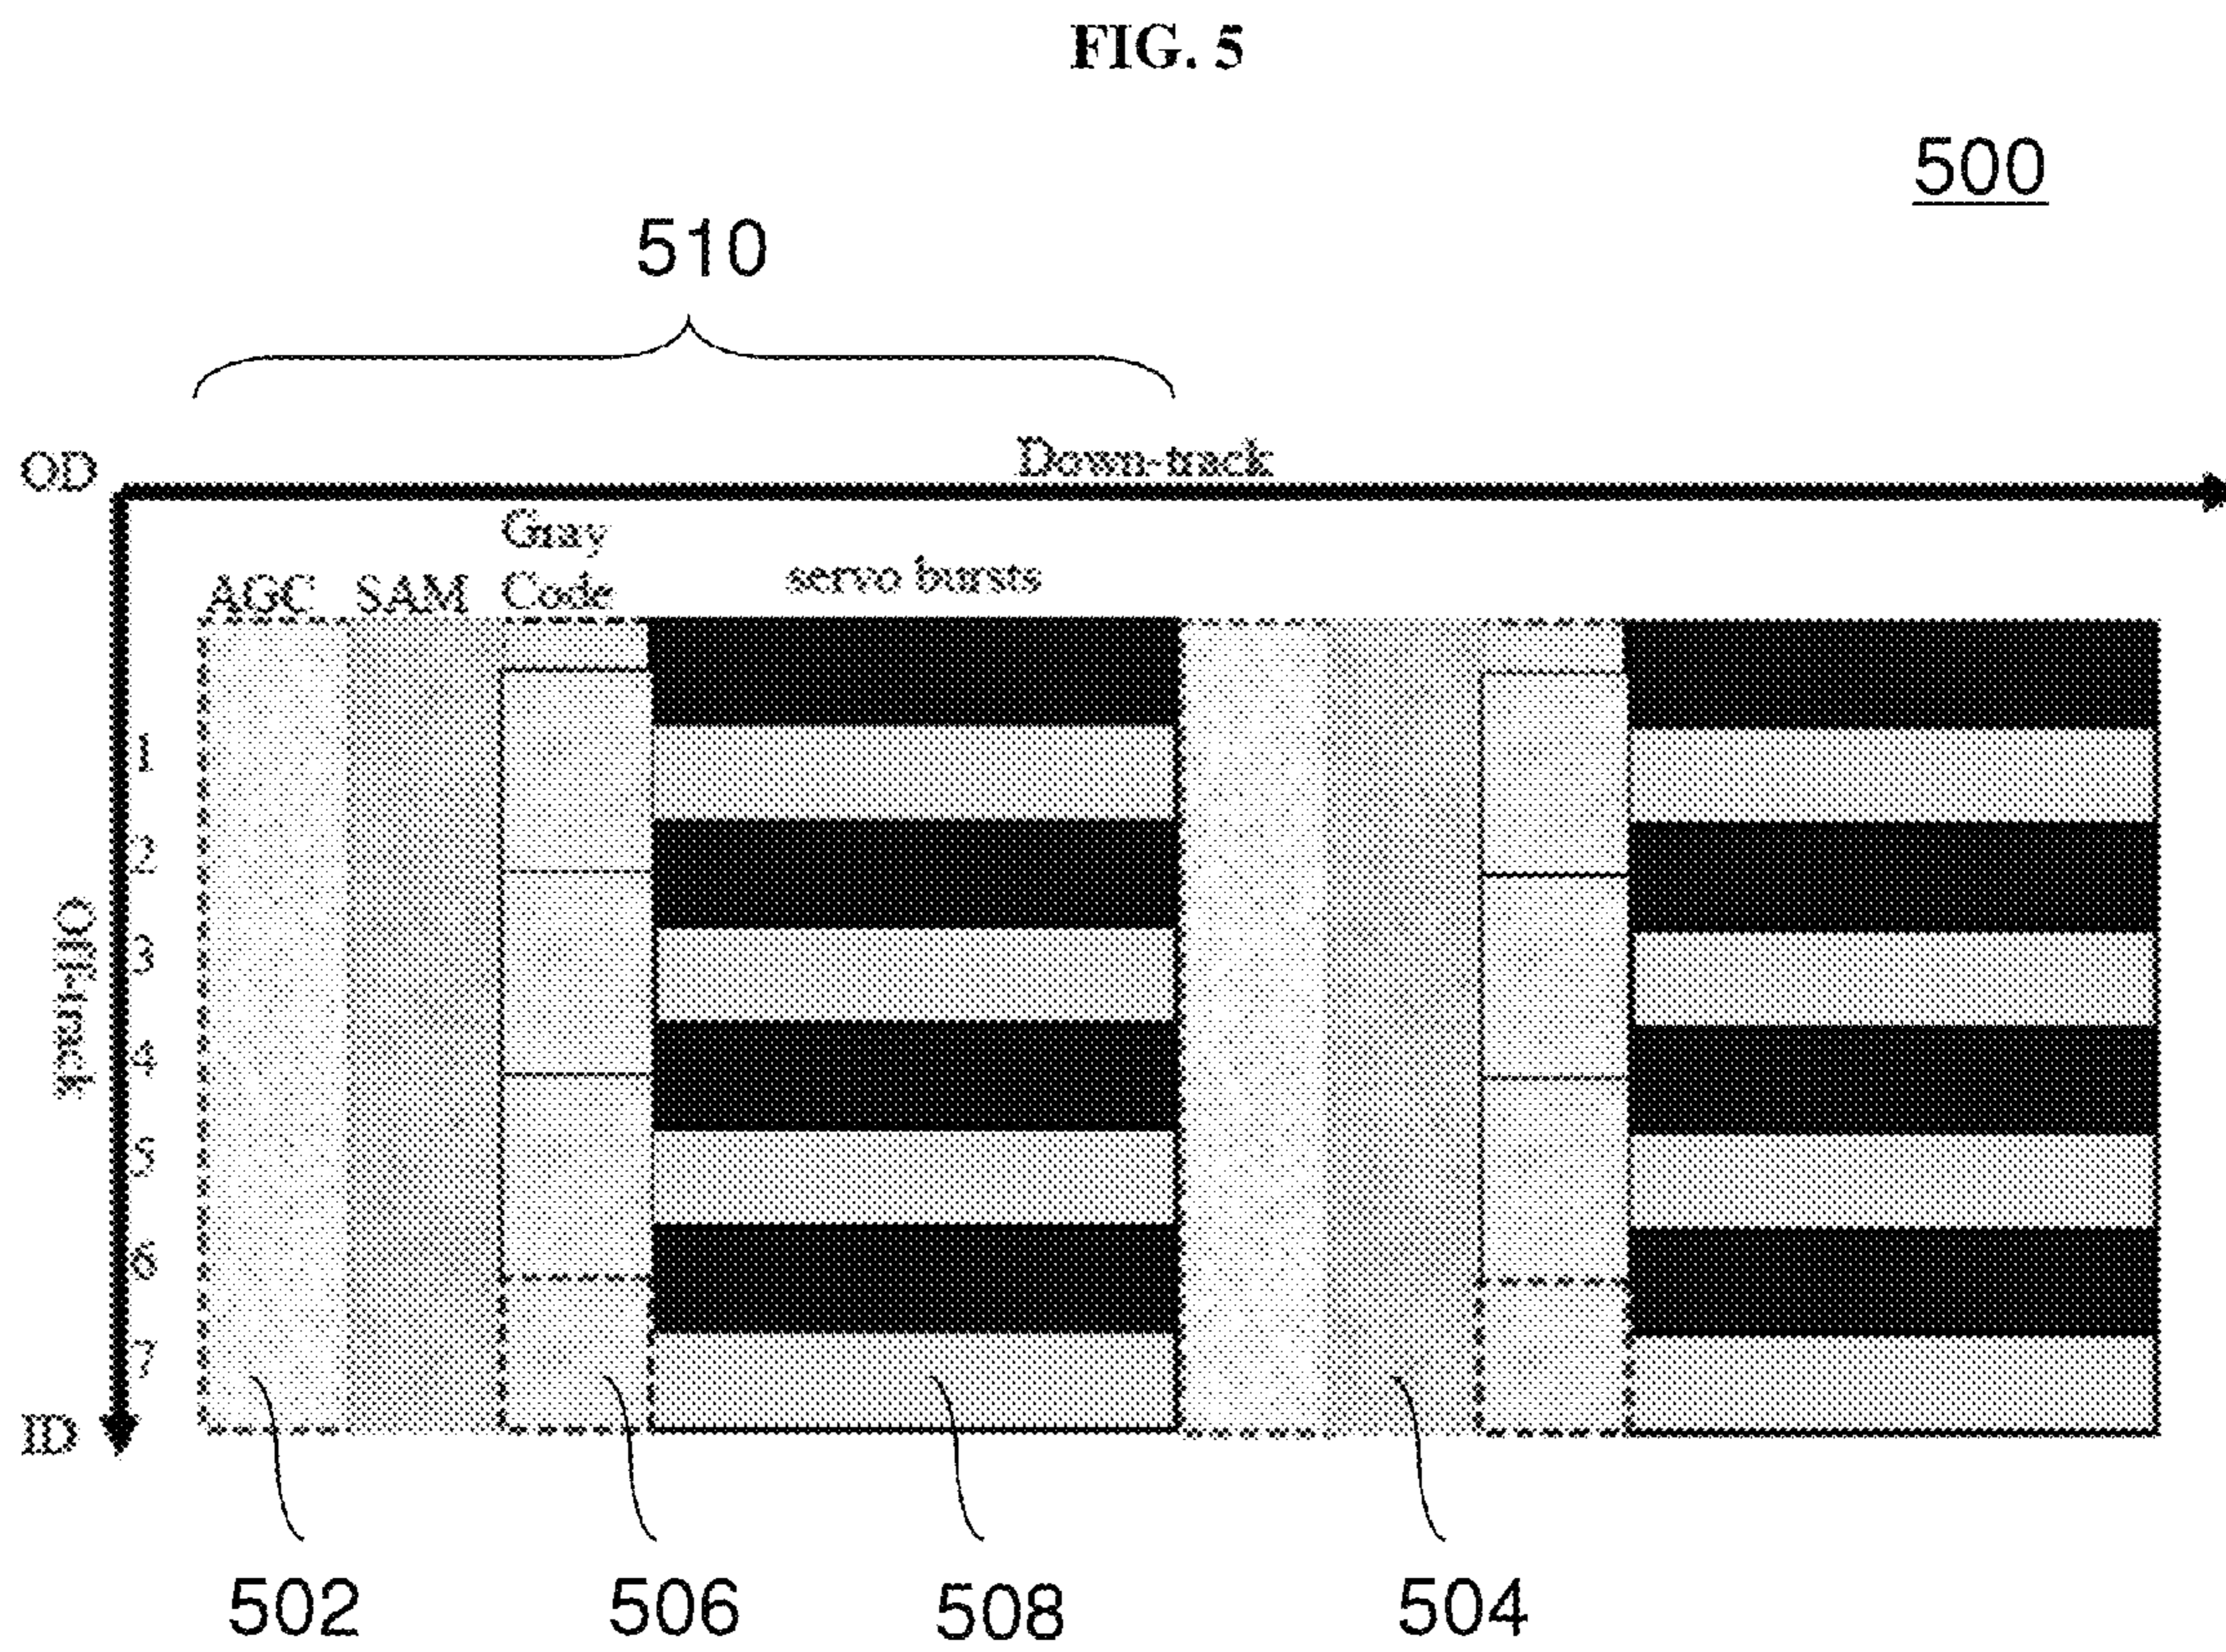 FIG. 5
500
510
OD
Down-track
Gray
Code
AGC
SAM
servo bursts
1
2
3
4
5
6
7
Off-track
ID
502
506
508
504